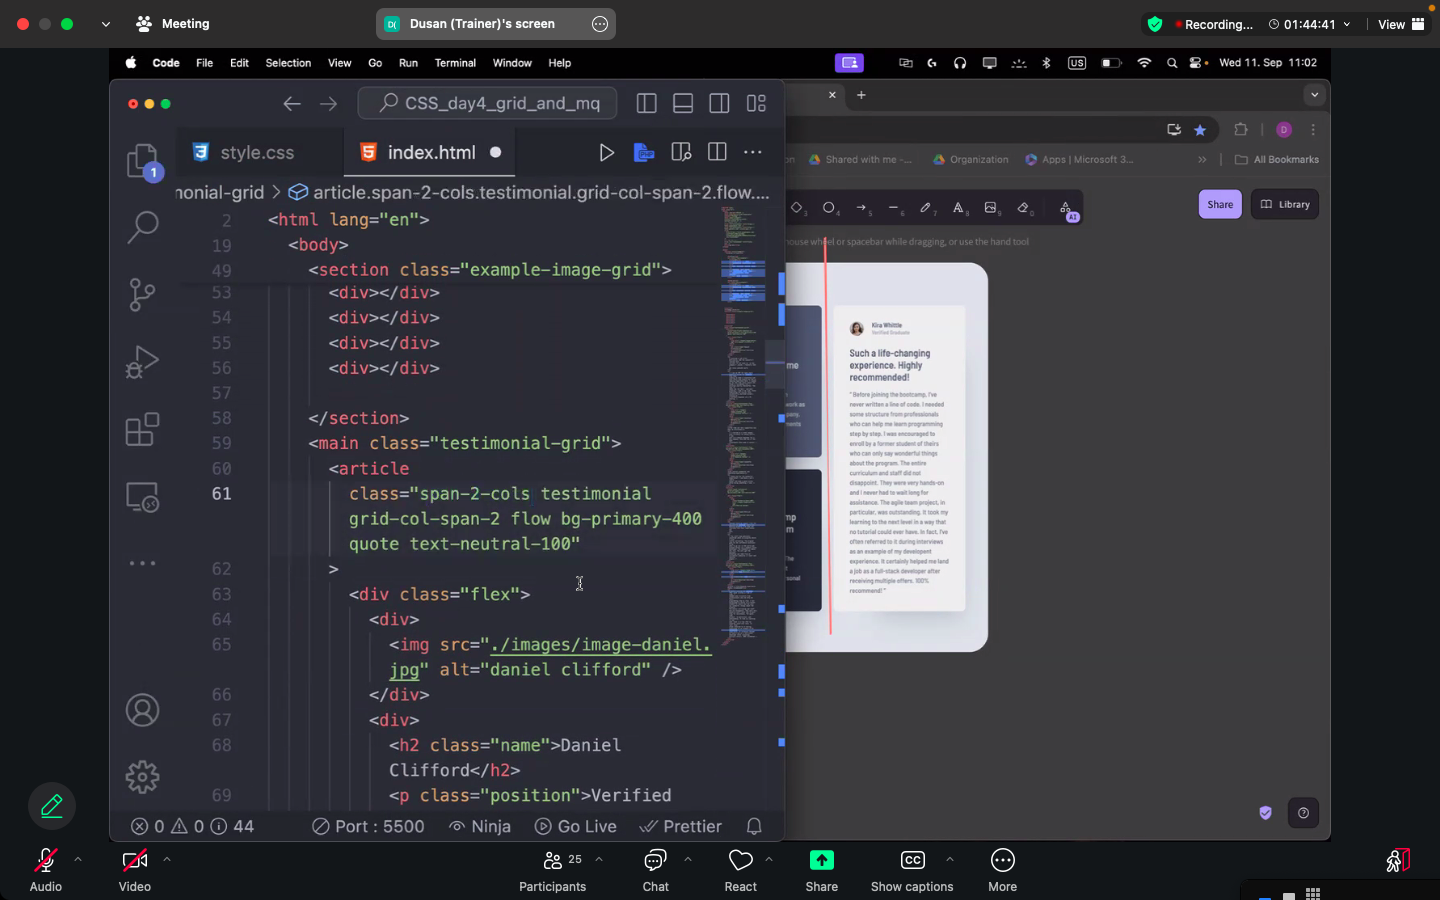 Meeting
D( Dusan (Trainer)'s screen
Recording...
01:44:41
View
Code File Edit Selection View Go Run Terminal Window Help
US
Wed 11. Sep 11:02
CSS_day4_grid_and_mq
style.css
index.html
Shared with me -...
Organization
Apps | Microsoft 3...
All Bookmarks
D
nonial-grid > article.span-2-cols.testimonial.grid-col-span-2.flow....
Share
Library
AI
mouse wheel or spacebar while dragging, or use the hand tool
2 <html lang="en">
19 <body>
49 <section class="example-image-grid">
53 <div></div>
54 <div></div>
55 <div></div>
56 <div></div>
57
58 </section>
59 <main class="testimonial-grid">
60 <article
61 class="span-2-cols testimonial
grid-col-span-2 flow bg-primary-400
quote text-neutral-100"
62 >
63 <div class="flex">
64 <div>
65 <img src="./images/image-daniel.
jpg" alt="daniel clifford" />
66 </div>
67 <div>
68 <h2 class="name">Daniel
Clifford</h2>
69 <p class="position">Verified
1
Kira Whittle
Verified Graduate
Such a life-changing
experience. Highly
recommended!
" Before joining the bootcamp, I've
never written a line of code. I needed
some structure from professionals
who can help me learn programming
step by step. I was encouraged to
enroll by a former student of theirs
who can only say wonderful things
about the program. The entire
curriculum and staff did not
disappoint. They were very hands-on
and I never had to wait long for
assistance. The agile team project, in
particular, was outstanding. It took my
learning to the next level in a way that
no tutorial could ever have. In fact, I've
often referred to it during interviews
as an example of my developent
experience. It certainly helped me land
a job as a full-stack developer after
receiving multiple offers. 100%
recommend! "
0 0 44
Port : 5500
Ninja
Go Live
Prettier
Audio
Video
25
Participants
Chat
React
Share
CC
Show captions
More